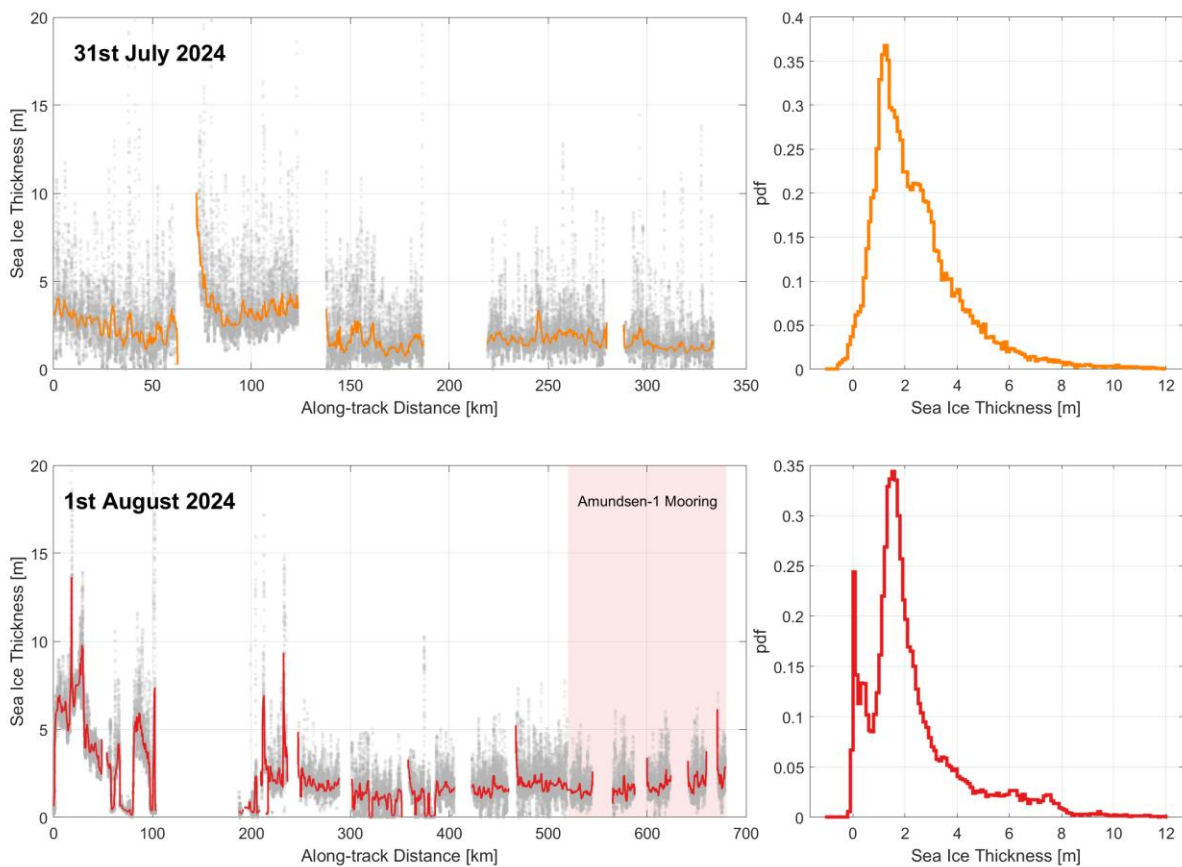 31st July 2024
Sea Ice Thickness [m]
20
15
10
5
0
0 50 100 150 200 250 300 350
Along-track Distance [km]
pdf
0.4
0.35
0.3
0.25
0.2
0.15
0.1
0.05
0
0 2 4 6 8 10 12
Sea Ice Thickness [m]
1st August 2024
Amundsen-1 Mooring
Sea Ice Thickness [m]
20
15
10
5
0
0 100 200 300 400 500 600 700
Along-track Distance [km]
pdf
0.35
0.3
0.25
0.2
0.15
0.1
0.05
0
0 2 4 6 8 10 12
Sea Ice Thickness [m]